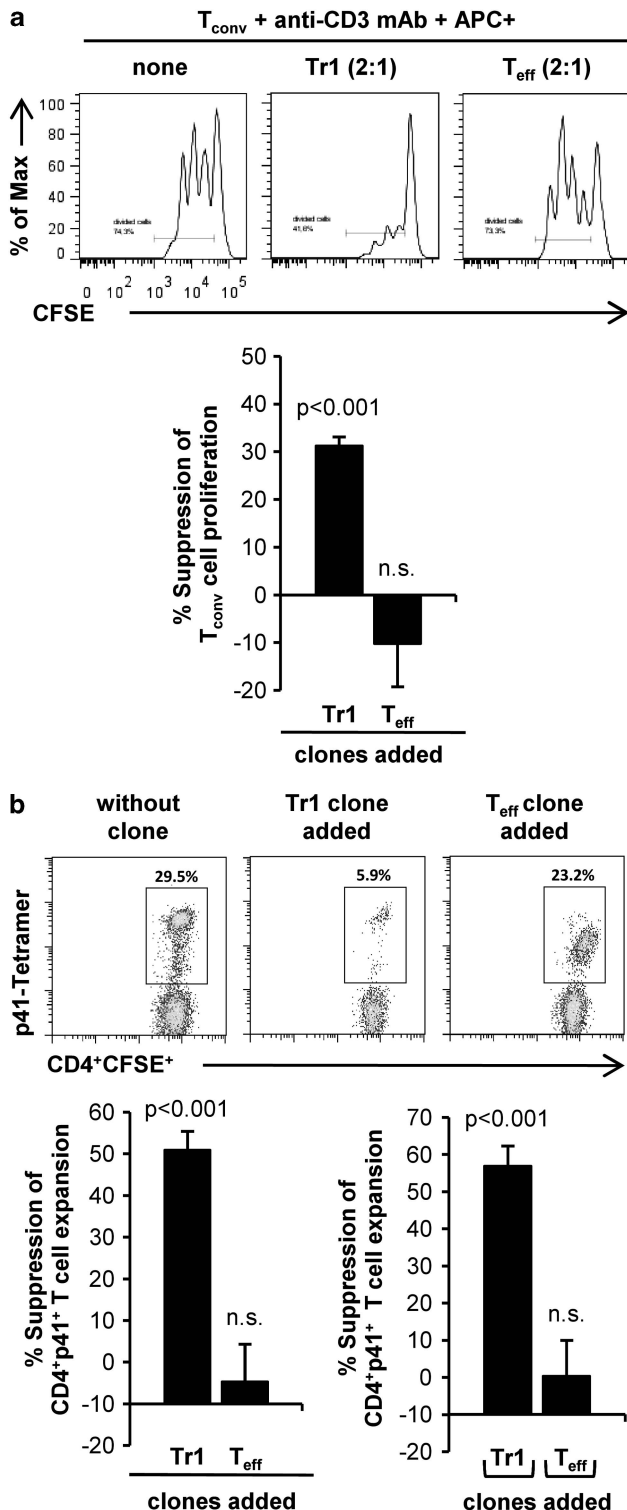 a
Tconv + anti-CD3 mAb + APC+
none
Tr1 (2:1)
Teff (2:1)
% of Max
100
80
60
40
20
0
divided cells
74,3%
divided cells
41,6%
divided cells
73,3%
0 10² 10³ 10⁴ 10⁵
CFSE
% Suppression of
Tconv cell proliferation
50
40
30
20
10
0
-10
-20
p<0.001
n.s.
Tr1 Teff
clones added
b
without
clone
Tr1 clone
added
Teff clone
added
29.5%
5.9%
23.2%
p41-Tetramer
CD4⁺CFSE⁺
% Suppression of
CD4⁺p41⁺ T cell expansion
60
50
40
30
20
10
0
-10
-20
p<0.001
n.s.
Tr1 Teff
clones added
% Suppression of
CD4⁺p41⁺ T cell expansion
70
60
50
40
30
20
10
0
-10
-20
p<0.001
n.s.
Tr1 Teff
clones added